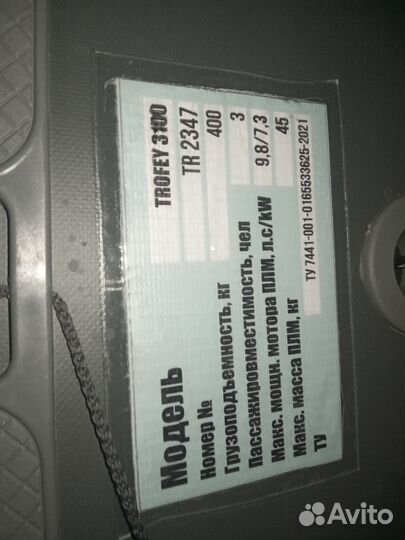 Модель TROFEY 3100
Номер № TR 2347
Грузоподъемность, кг 400
Пассажировместимость, чел 3
Макс. мощн. мотора ПЛМ, л.с/kW 9,8/7,3
Макс. масса ПЛМ, кг 45
ТУ ТУ 7441-001-0165533625-2021
Avito